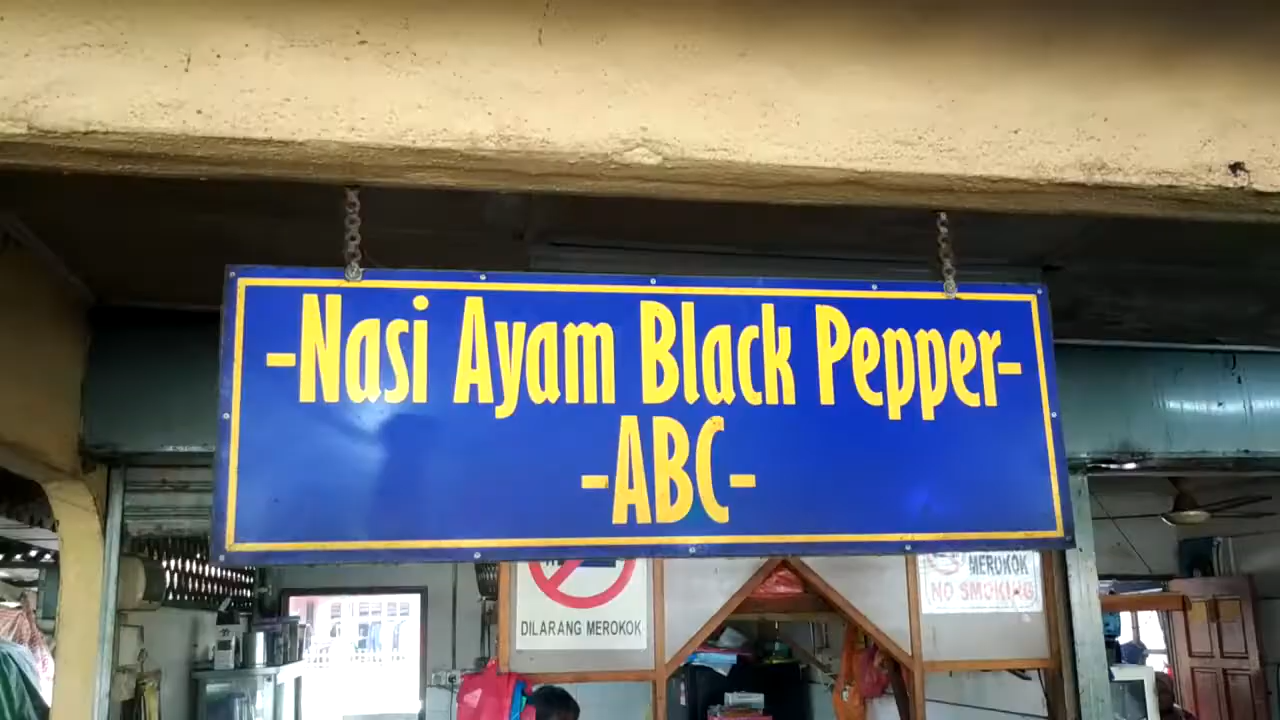 -Nasi Ayam Black Pepper-
-ABC-
DILARANG MEROKOK
MEROKOK
NO SMOKING